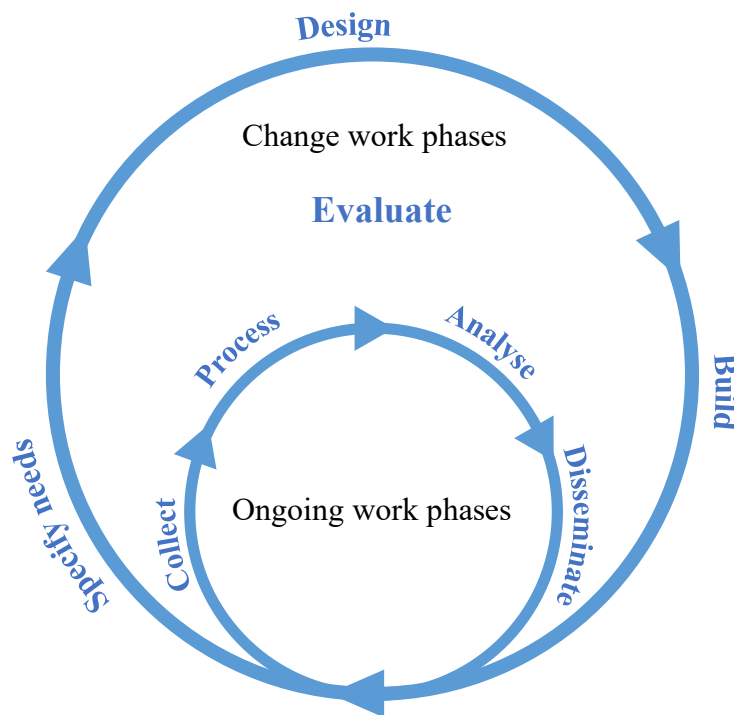 Design
Change work phases
Evaluate
Process
Analyse
Build
Specify needs
Collect
Ongoing work phases
Disseminate